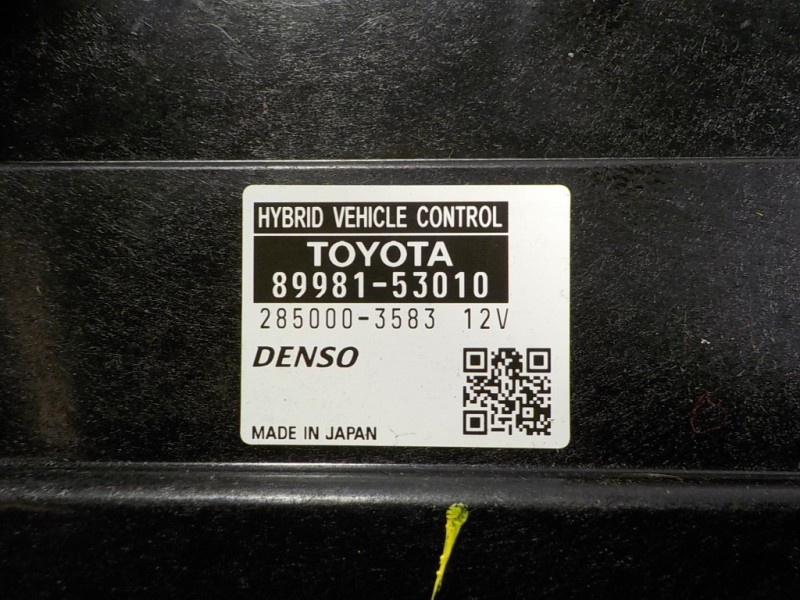 HYBRID VEHICLE CONTROL
TOYOTA
89981-53010
285000-3583 12V
DENSO
MADE IN JAPAN